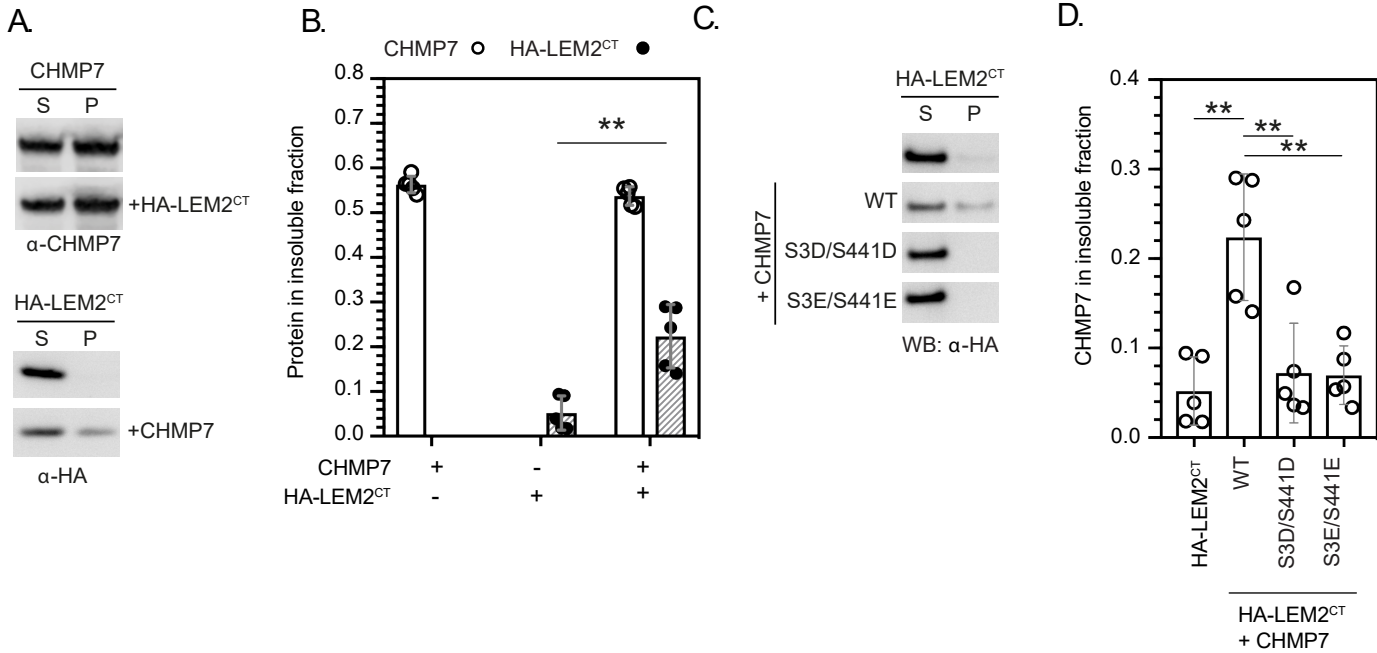 A.
CHMP7
S P
+HA-LEM2CT
α-CHMP7
HA-LEM2CT
S P
+CHMP7
α-HA
B.
CHMP7 HA-LEM2CT
Protein in insoluble fraction
0.8
0.7
0.6
0.5
0.4
0.3
0.2
0.1
0.0
**
CHMP7 + - +
HA-LEM2CT - + +
C.
HA-LEM2CT
S P
+ CHMP7
WT
S3D/S441D
S3E/S441E
WB: α-HA
D.
CHMP7 in insoluble fraction
0.4
0.3
0.2
0.1
0.0
**
**
**
HA-LEM2CT
WT
S3D/S441D
S3E/S441E
HA-LEM2CT
+ CHMP7